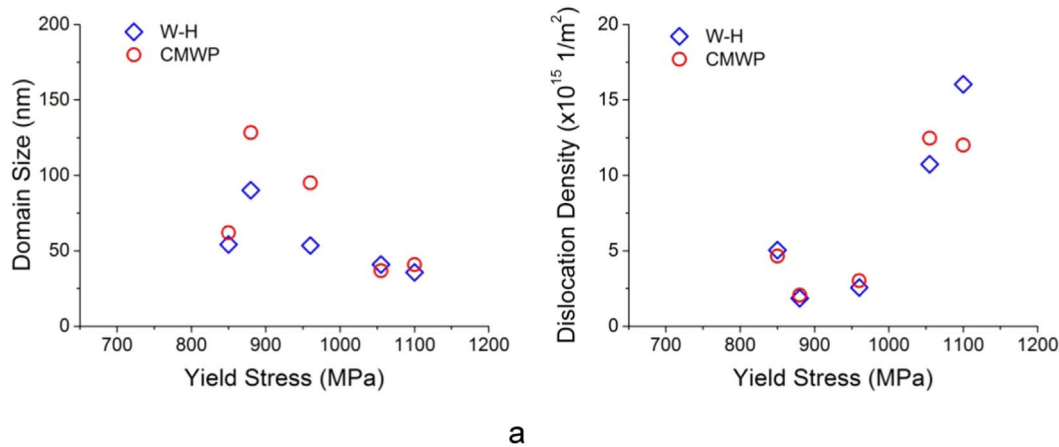 200
150
100
50
0
Domain Size (nm)
W-H
CMWP
700 800 900 1000 1100 1200
Yield Stress (MPa)
20
15
10
5
0
Dislocation Density (x10¹⁵ 1/m²)
W-H
CMWP
700 800 900 1000 1100 1200
Yield Stress (MPa)
a